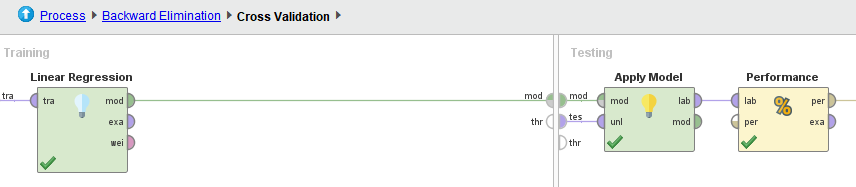 Process Backward Elimination Cross Validation
Training
Testing
Linear Regression
Apply Model
Performance
tra
tra mod
exa
wei
mod
thr
mod
tes
thr
mod lab
unl mod
lab per
per exa
%